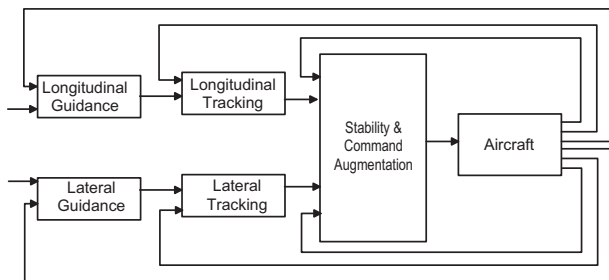 Longitudinal
Guidance
Longitudinal
Tracking
Stability &
Command
Augmentation
Aircraft
Lateral
Guidance
Lateral
Tracking